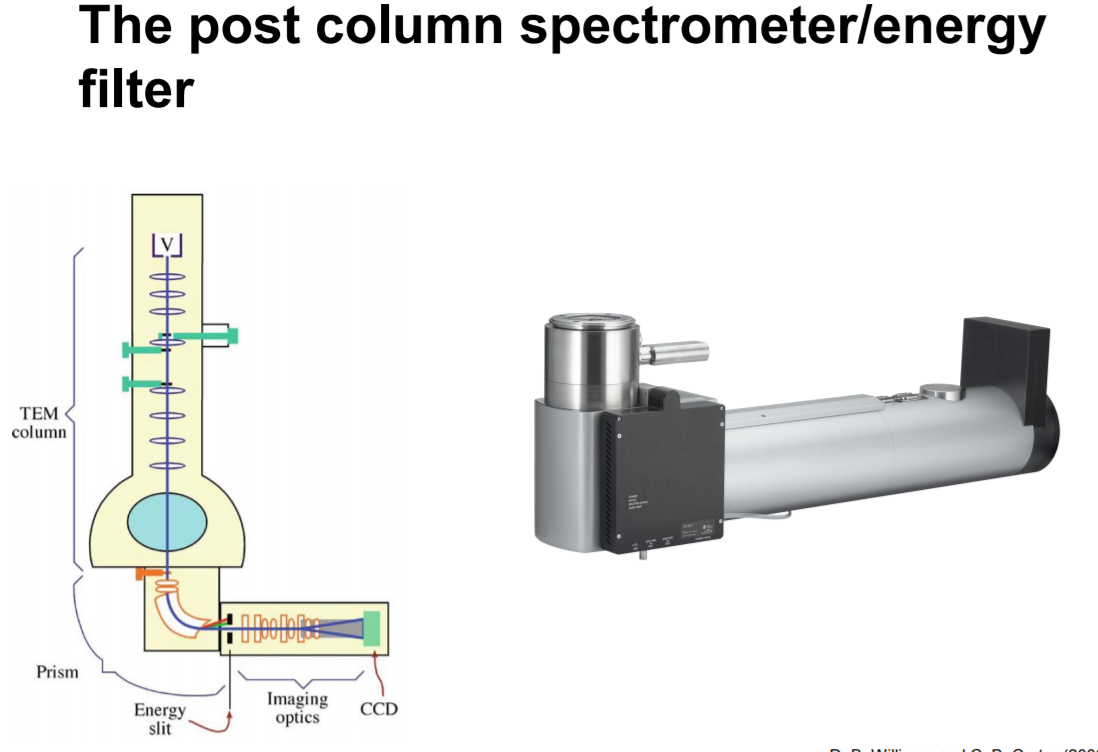 The post column spectrometer/energy
filter
V
TEM
column
Prism
Energy
slit
Imaging
optics
CCD